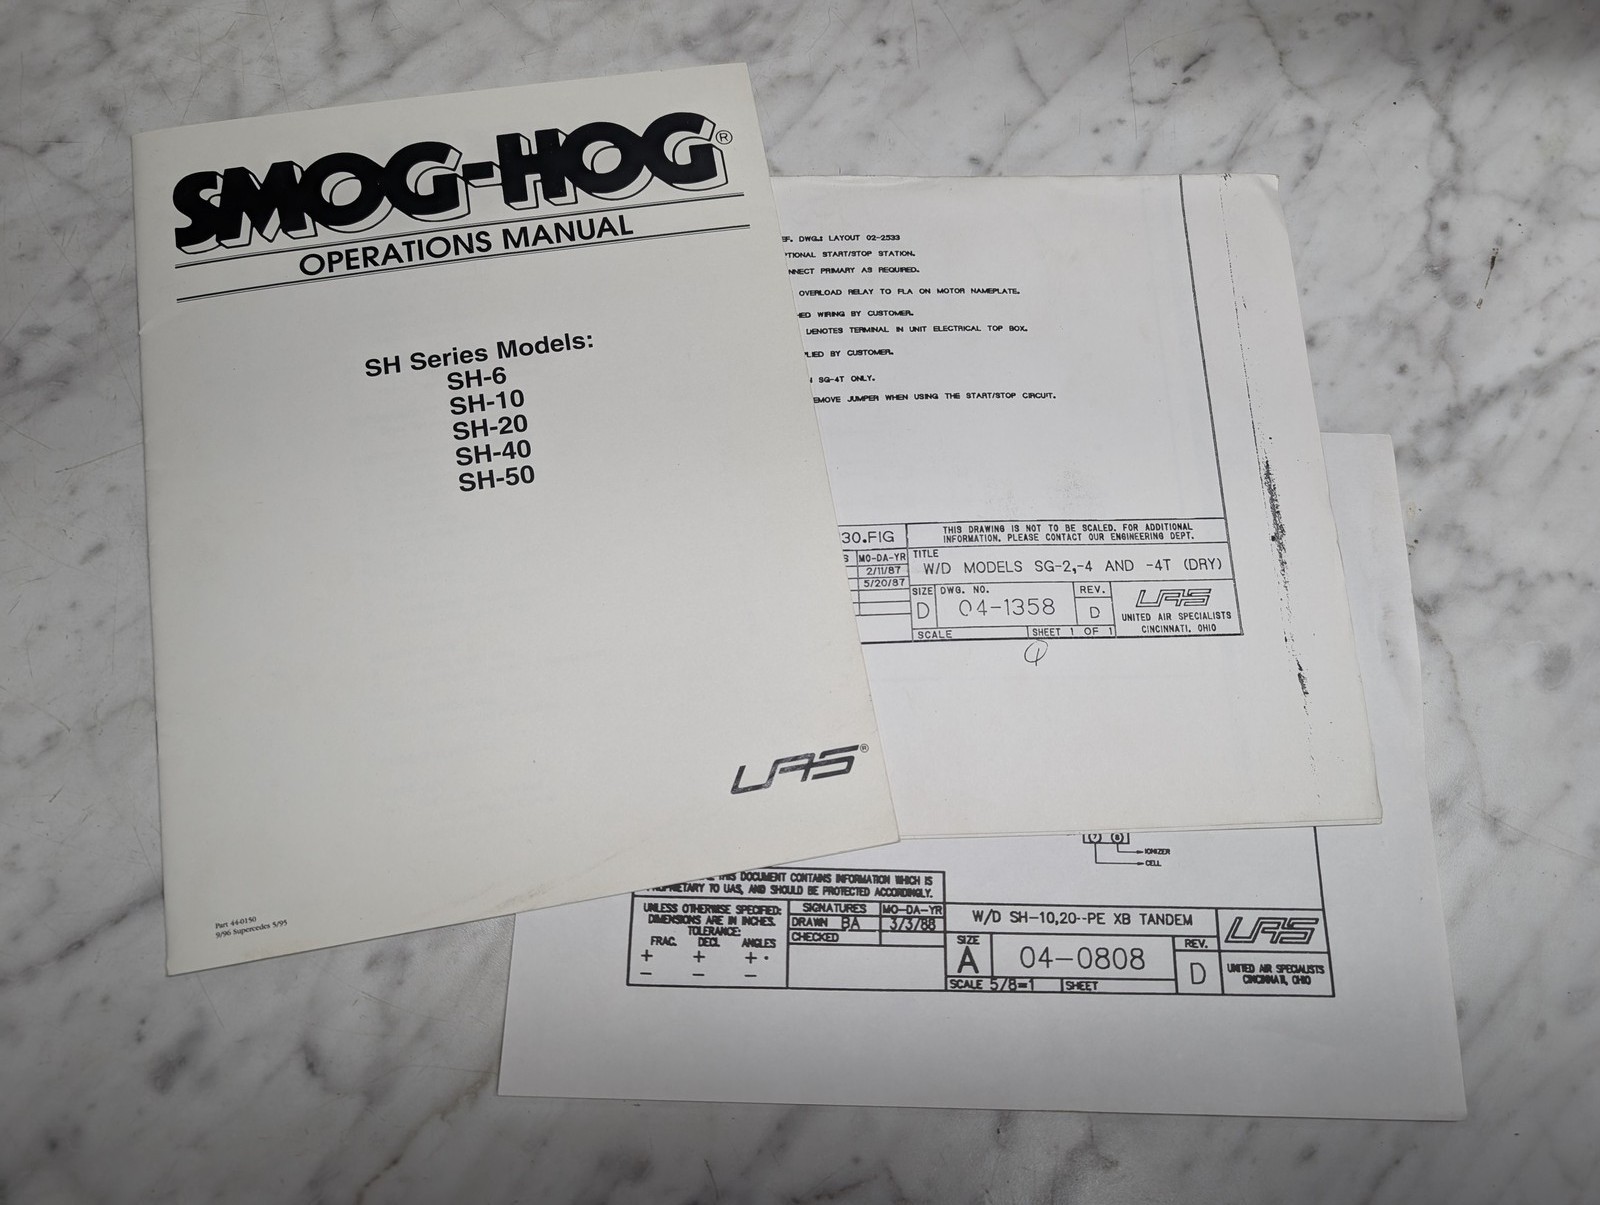 SMOG-HOG®
OPERATIONS MANUAL
SH Series Models:
SH-6
SH-10
SH-20
SH-40
SH-50
UAS®
Part 44-0150
9/96 Supercedes 5/95
DWG.: LAYOUT 02-2533
START/STOP STATION.
PRIMARY AS REQUIRED.
OVERLOAD RELAY TO FLA ON MOTOR NAMEPLATE.
WIRING BY CUSTOMER.
DENOTES TERMINAL IN UNIT ELECTRICAL TOP BOX.
BY CUSTOMER.
SG-4T ONLY.
JUMPER WHEN USING THE START/STOP CIRCUIT.
30.FIG
THIS DRAWING IS NOT TO BE SCALED. FOR ADDITIONAL
INFORMATION, PLEASE CONTACT OUR ENGINEERING DEPT.
MO-DA-YR
2/11/87
5/20/87
TITLE
W/D MODELS SG-2,-4 AND -4T (DRY)
SIZE
D
DWG. NO.
04-1358
REV.
D
UAS
UNITED AIR SPECIALISTS
CINCINNATI, OHIO
SCALE
SHEET 1 OF 1
7 8
IONIZER
CELL
THIS DOCUMENT CONTAINS INFORMATION WHICH IS
TO UAS, AND SHOULD BE PROTECTED ACCORDINGLY.
UNLESS OTHERWISE SPECIFIED:
DIMENSIONS ARE IN INCHES.
TOLERANCE:
FRAC. DECL ANGLES
+ + +
- - -
SIGNATURES MO-DA-YR
DRAWN BA 3/3/88
CHECKED
W/D SH-10,20-PE XB TANDEM
SIZE
A
04-0808
REV.
D
SCALE 5/8=1 SHEET
UAS
UNITED AIR SPECIALISTS
CINCINNATI, OHIO